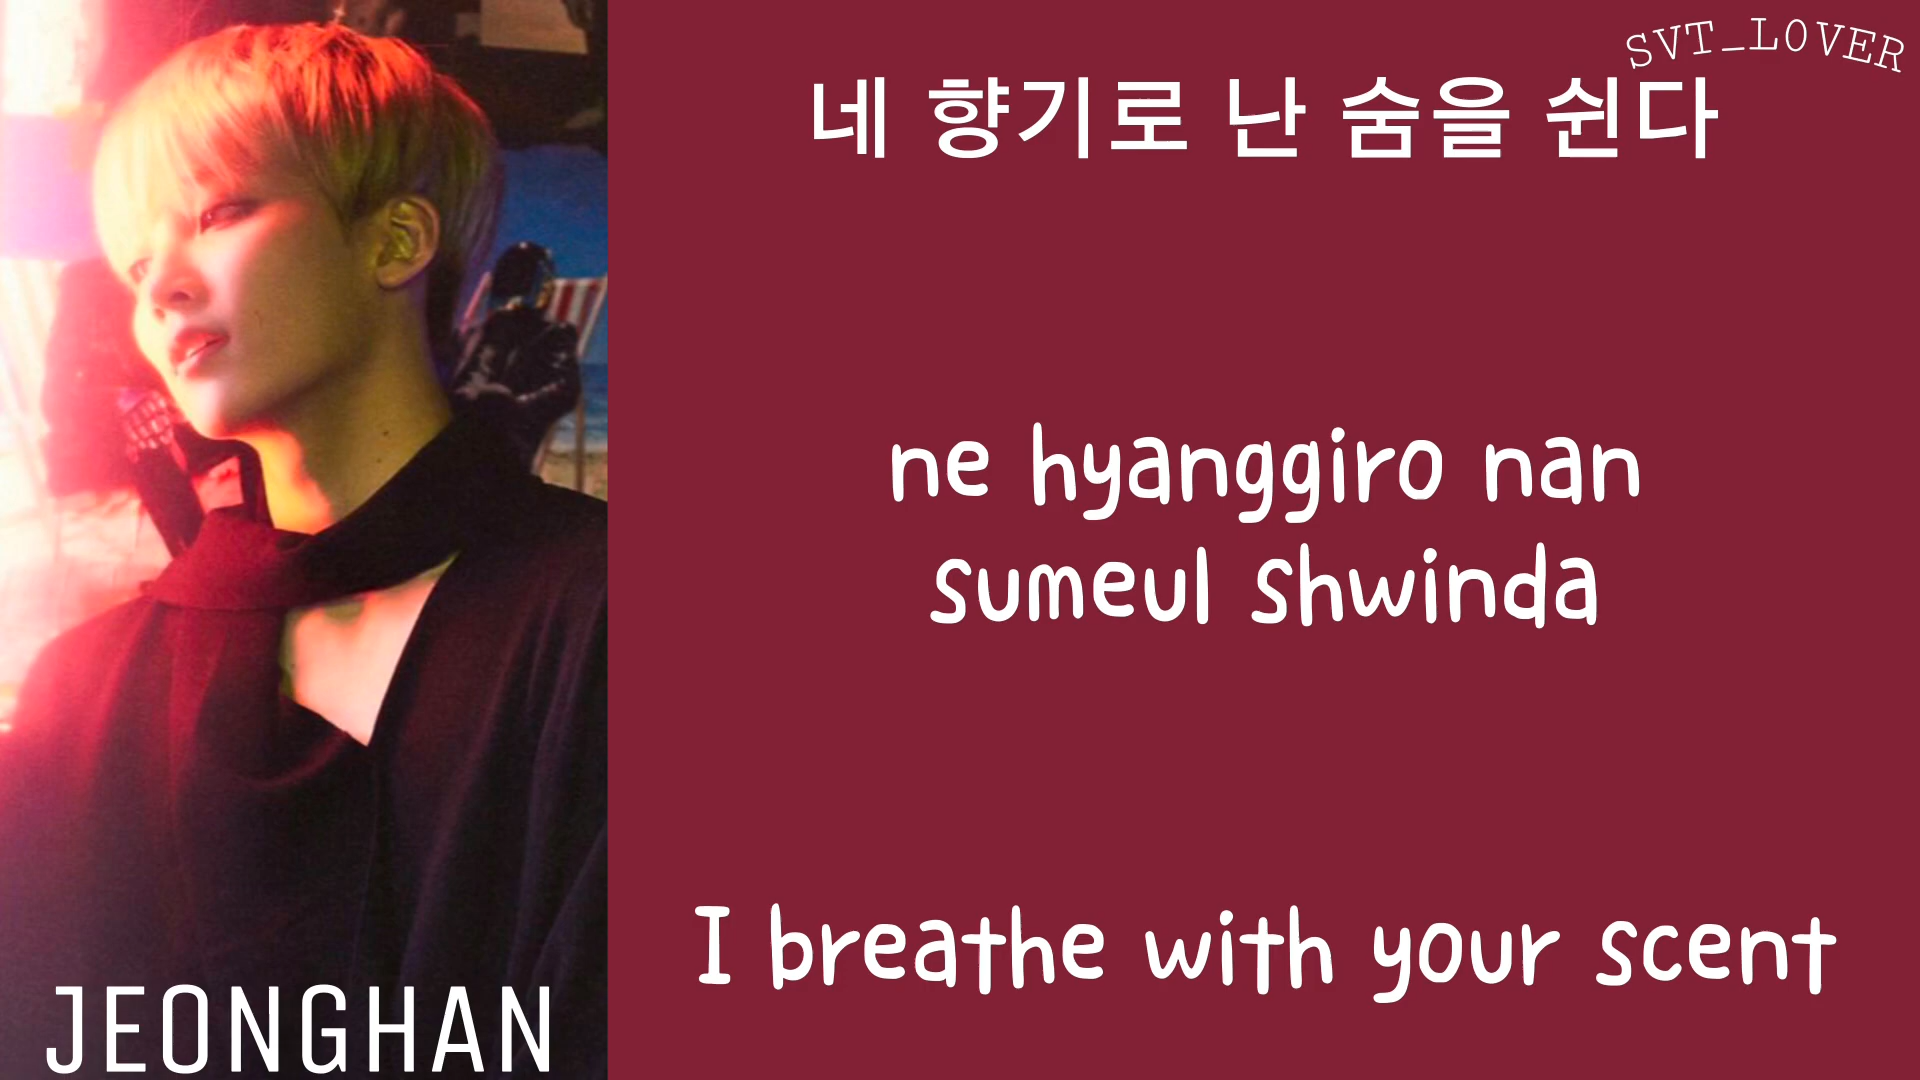 SVT_LOVER
네 향기로 난 숨을 쉰다
ne hyanggiro nan
sumeul shwinda
I breathe with your scent
JEONGHAN